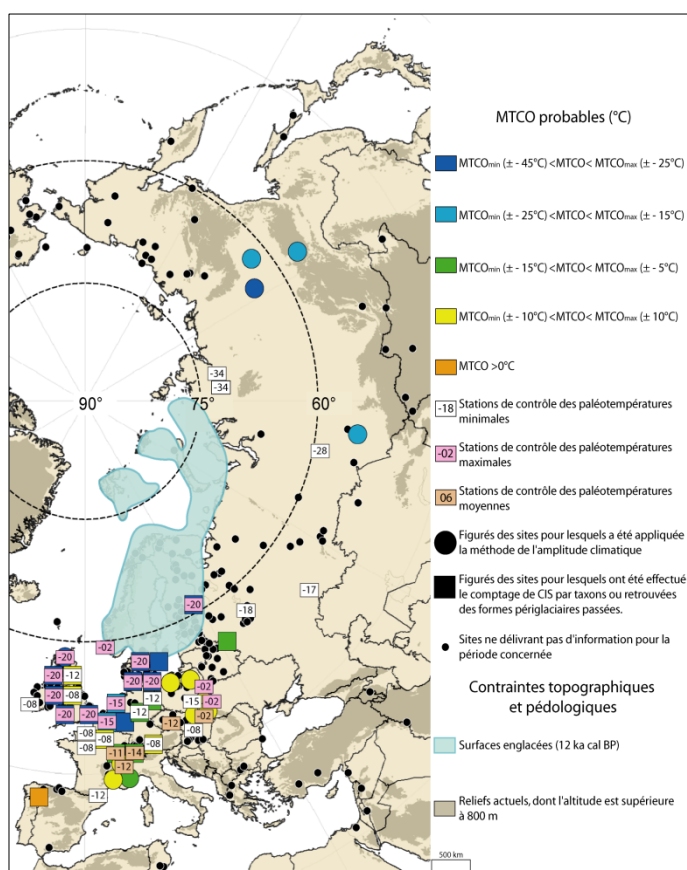 MTCO probables (°C)
MTCOmin (± - 45°C) <MTCO< MTCOmax (± - 25°C)
MTCOmin (± - 25°C) <MTCO< MTCOmax (± - 15°C)
MTCOmin (± - 15°C) <MTCO< MTCOmax (± - 5°C)
MTCOmin (± - 10°C) <MTCO< MTCOmax (± 10°C)
MTCO >0°C
-18 Stations de contrôle des paléotempératures
minimales
-02 Stations de contrôle des paléotempératures
maximales
06 Stations de contrôle des paléotempératures
moyennes
Figurés des sites pour lesquels a été appliquée
la méthode de l'amplitude climatique
Figurés des sites pour lesquels ont été effectué
le comptage de CIS par taxons ou retrouvées
des formes périglaciaires passées.
Sites ne délivrant pas d'information pour la
période concernée
Contraintes topographiques
et pédologiques
Surfaces englacées (12 ka cal BP)
Reliefs actuels, dont l'altitude est supérieure
à 800 m
500 km
-34
-34
90° 75° 60°
-28
-17
-20
-18
-02
-20 -20
-20 -12
-20 -20 -02
-20 -08 -12 -15 -02
-08 -15
-20 -20 -12 -02
-15 -12
-08 -08
-08 -08 -08
-11 -14
-12
-12